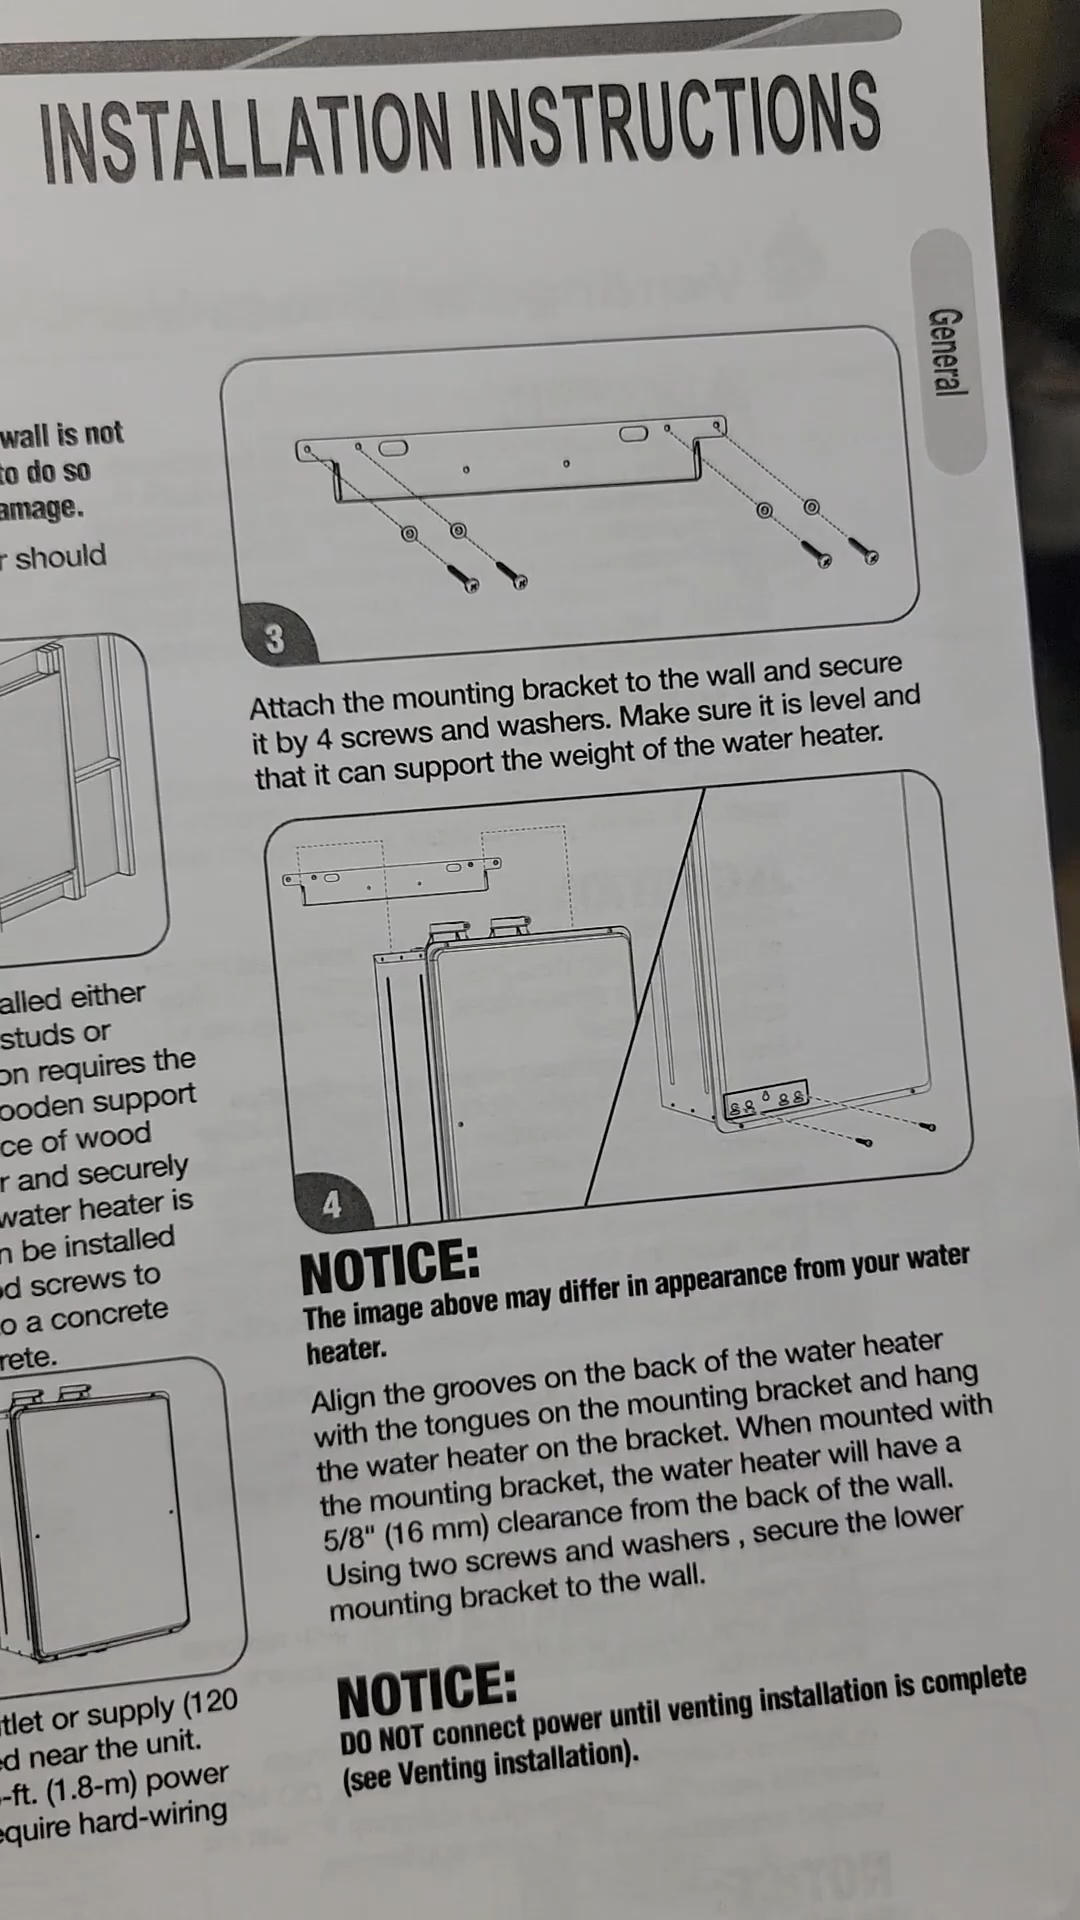 INSTALLATION INSTRUCTIONS
General
wall is not
to do so
amage.
r should
alled either
studs or
on requires the
ooden support
ce of wood
r and securely
water heater is
n be installed
d screws to
o a concrete
rete.
tlet or supply (120
ed near the unit.
-ft. (1.8-m) power
equire hard-wiring
3
Attach the mounting bracket to the wall and secure
it by 4 screws and washers. Make sure it is level and
that it can support the weight of the water heater.
4
NOTICE:
The image above may differ in appearance from your water
heater.
Align the grooves on the back of the water heater
with the tongues on the mounting bracket and hang
the water heater on the bracket. When mounted with
the mounting bracket, the water heater will have a
5/8" (16 mm) clearance from the back of the wall.
Using two screws and washers , secure the lower
mounting bracket to the wall.
NOTICE:
DO NOT connect power until venting installation is complete
(see Venting installation).